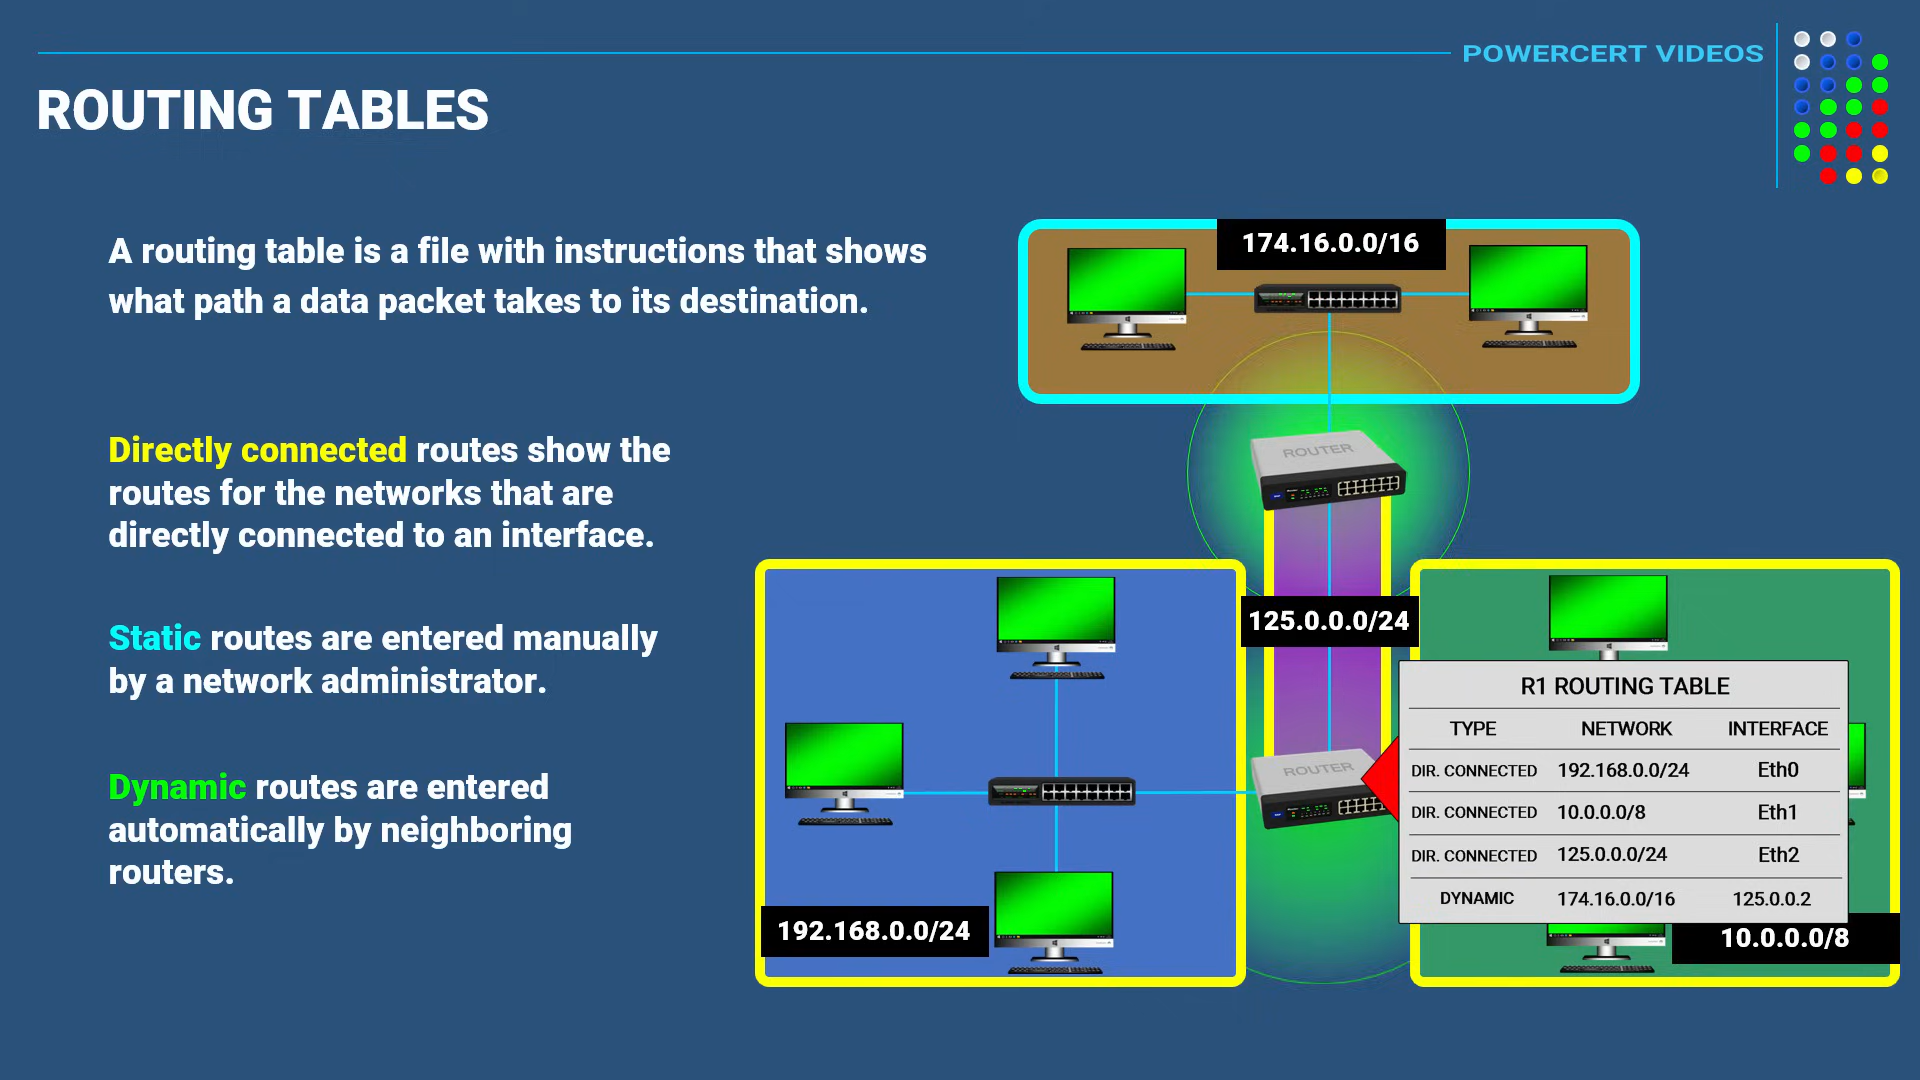 POWERCERT VIDEOS
ROUTING TABLES
A routing table is a file with instructions that shows
what path a data packet takes to its destination.
Directly connected routes show the
routes for the networks that are
directly connected to an interface.
Static routes are entered manually
by a network administrator.
Dynamic routes are entered
automatically by neighboring
routers.
174.16.0.0/16
ROUTER
125.0.0.0/24
ROUTER
192.168.0.0/24
R1 ROUTING TABLE
TYPE NETWORK INTERFACE
DIR. CONNECTED 192.168.0.0/24 Eth0
DIR. CONNECTED 10.0.0.0/8 Eth1
DIR. CONNECTED 125.0.0.0/24 Eth2
DYNAMIC 174.16.0.0/16 125.0.0.2
10.0.0.0/8